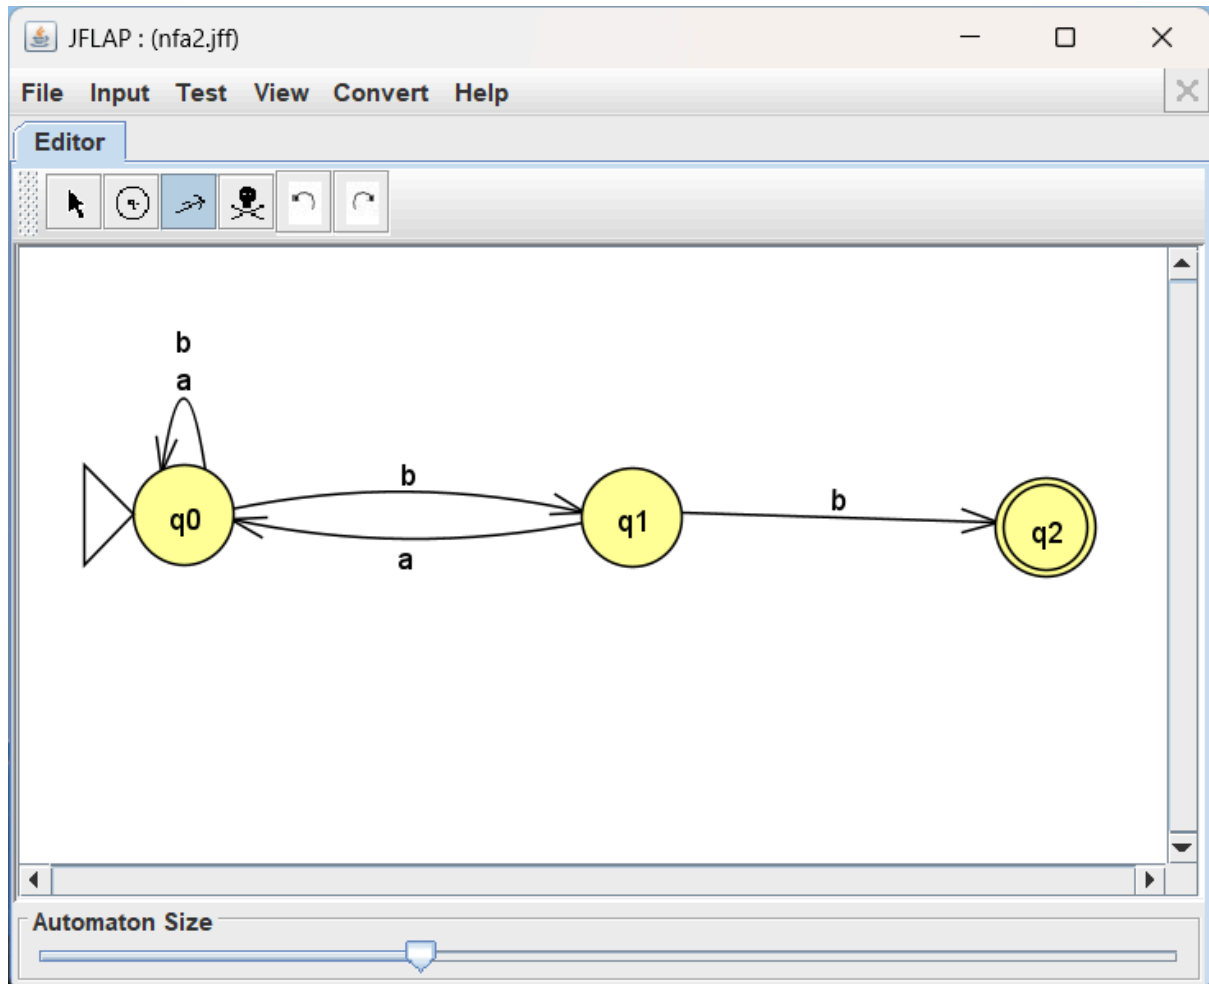 JFLAP : (nfa2.jff)
File Input Test View Convert Help
Editor
q
b
a
b
q0
q1
b
q2
a
Automaton Size